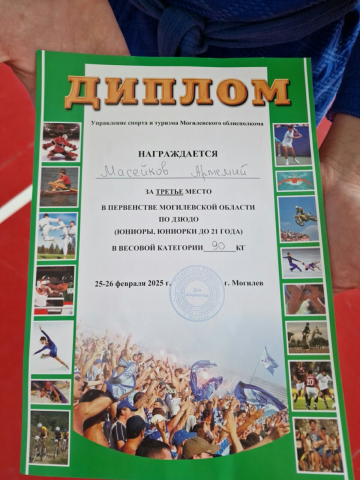 ДИПЛОМ
Управление спорта и туризма Могилевского облисполкома
НАГРАЖДАЕТСЯ
Масейков Артемий
ЗА ТРЕТЬЕ МЕСТО
В ПЕРВЕНСТВЕ МОГИЛЕВСКОЙ ОБЛАСТИ
ПО ДЗЮДО
(ЮНИОРЫ, ЮНИОРКИ ДО 21 ГОДА)
В ВЕСОВОЙ КАТЕГОРИИ 90 КГ
25-26 февраля 2025 г. г. Могилев